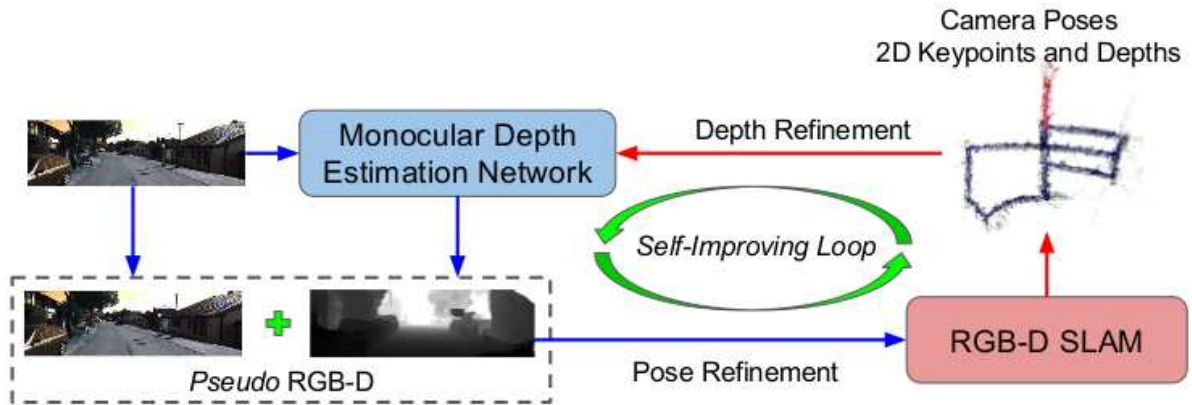 Camera Poses
2D Keypoints and Depths
Monocular Depth
Estimation Network
Depth Refinement
Self-Improving Loop
Pseudo RGB-D
Pose Refinement
RGB-D SLAM